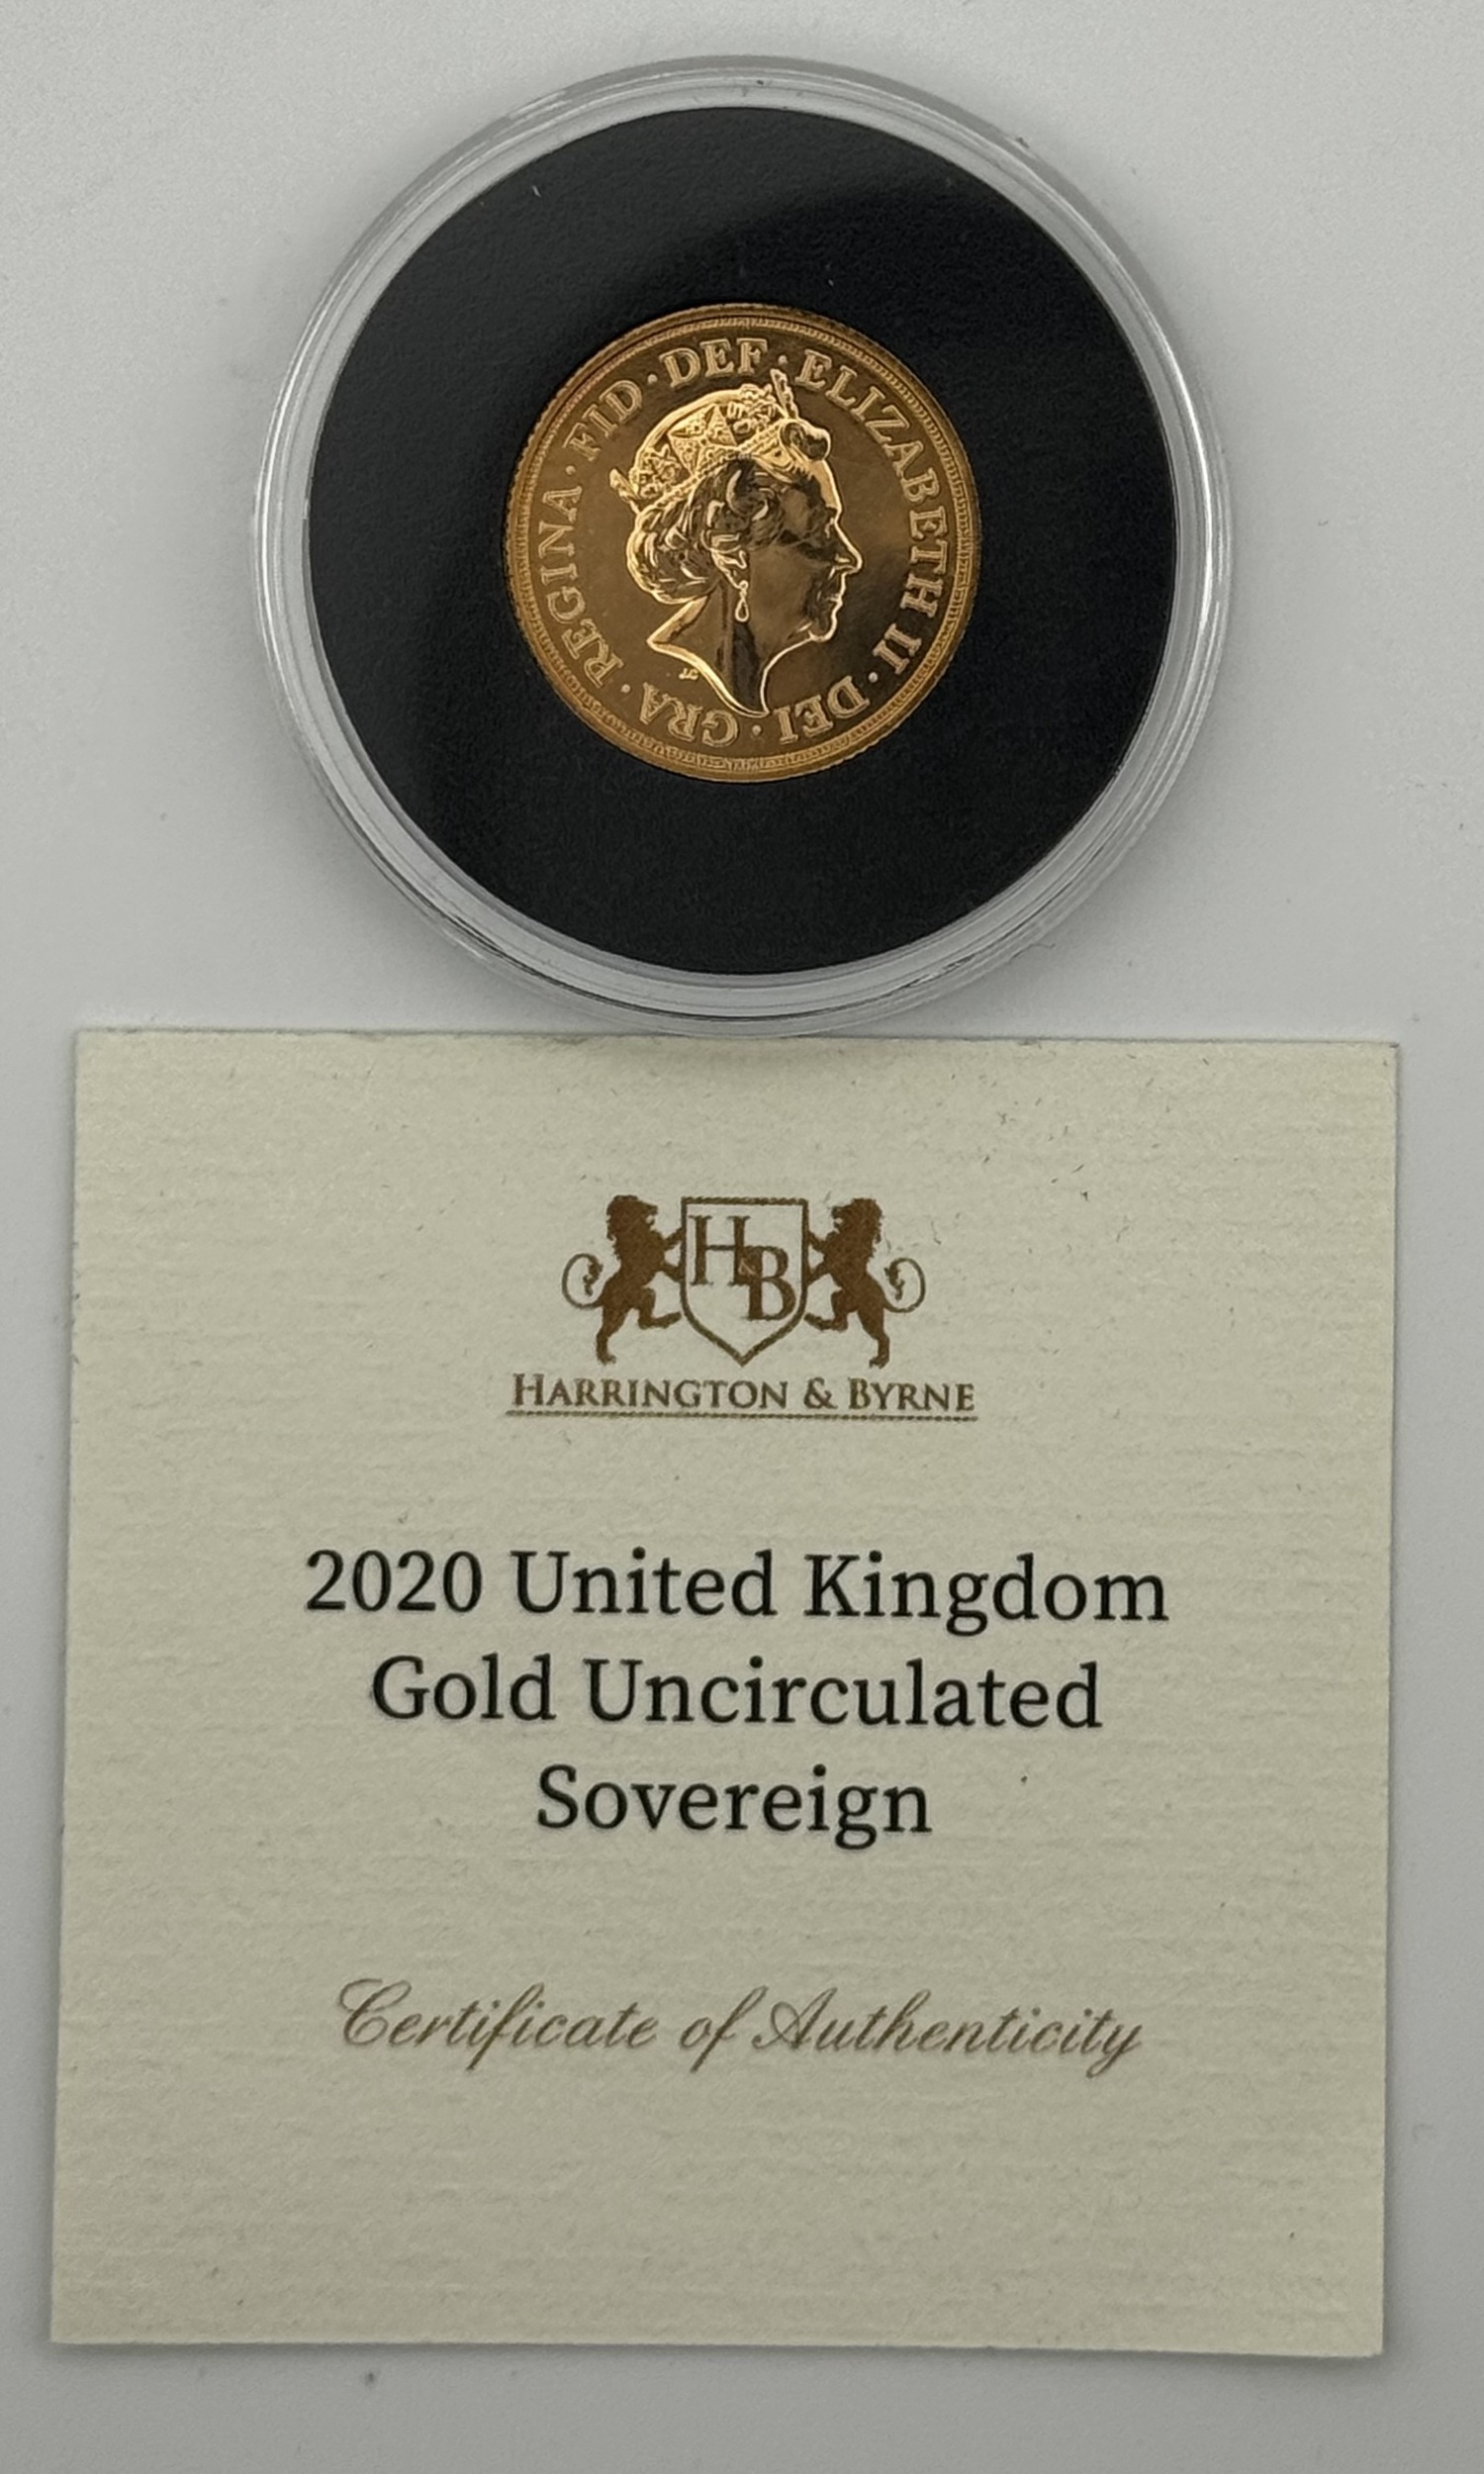 ELIZABETH II · DEI · GRA · REGINA · FID · DEF ·
JC
HB
HARRINGTON & BYRNE
2020 United Kingdom
Gold Uncirculated
Sovereign
Certificate of Authenticity